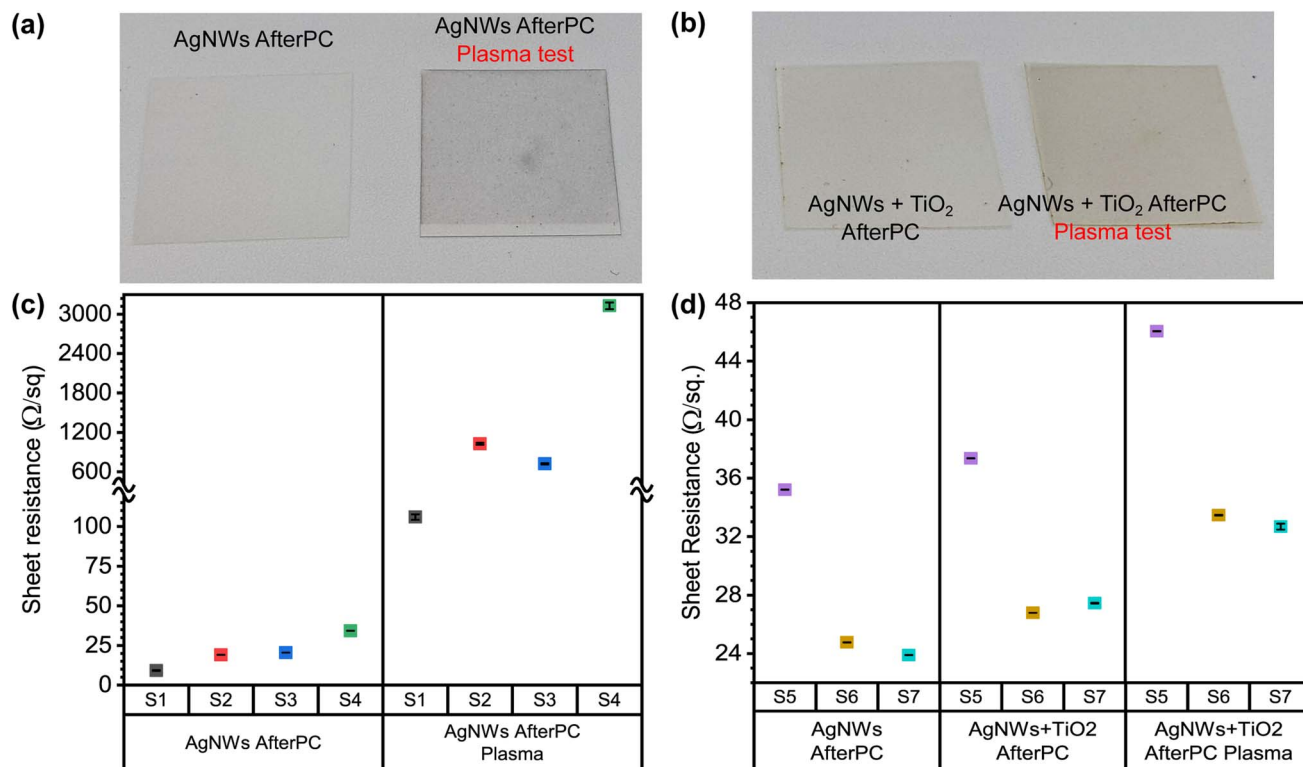 (a)
AgNWs AfterPC
AgNWs AfterPC
Plasma test
(b)
AgNWs + TiO₂
AfterPC
AgNWs + TiO₂ AfterPC
Plasma test
(c)
Sheet resistance (Ω/sq)
3000
2400
1800
1200
600
100
75
50
25
0
S1 S2 S3 S4 S1 S2 S3 S4
AgNWs AfterPC
AgNWs AfterPC
Plasma
(d)
Sheet Resistance (Ω/sq.)
48
44
40
36
32
28
24
S5 S6 S7 S5 S6 S7 S5 S6 S7
AgNWs
AfterPC
AgNWs+TiO2
AfterPC
AgNWs+TiO2
AfterPC Plasma